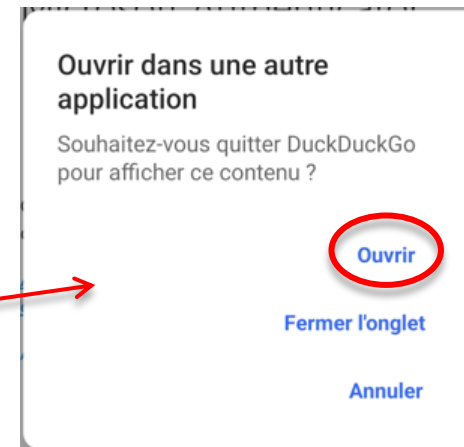 Ouvrir dans une autre
application
Souhaitez-vous quitter DuckDuckGo
pour afficher ce contenu ?
Ouvrir
Fermer l'onglet
Annuler